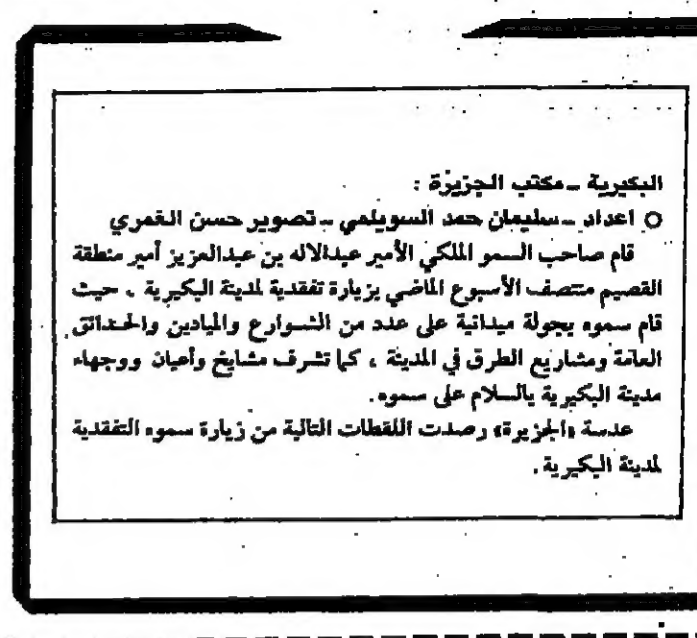 البكيرية ـ مكتب الجزيرة :
○ اعداد ـ سليمان حمد السويلمي ـ تصوير حسن الغمري
قام صاحب السمو الملكي الأمير عبدالاله بن عبدالعزيز أمير منطقة
القصيم منتصف الأسبوع الماضي بزيارة تفقدية لمدينة البكيرية ، حيث
قام سموه بجولة ميدانية على عدد من الشوارع والميادين والحدائق
العامة ومشاريع الطرق في المدينة ، كما تشرف مشايخ وأعيان ووجهاء
مدينة البكيرية بالسلام على سموه .
عدسة «الجزيرة» رصدت اللقطات التالية من زيارة سموه التفقدية
لمدينة البكيرية .